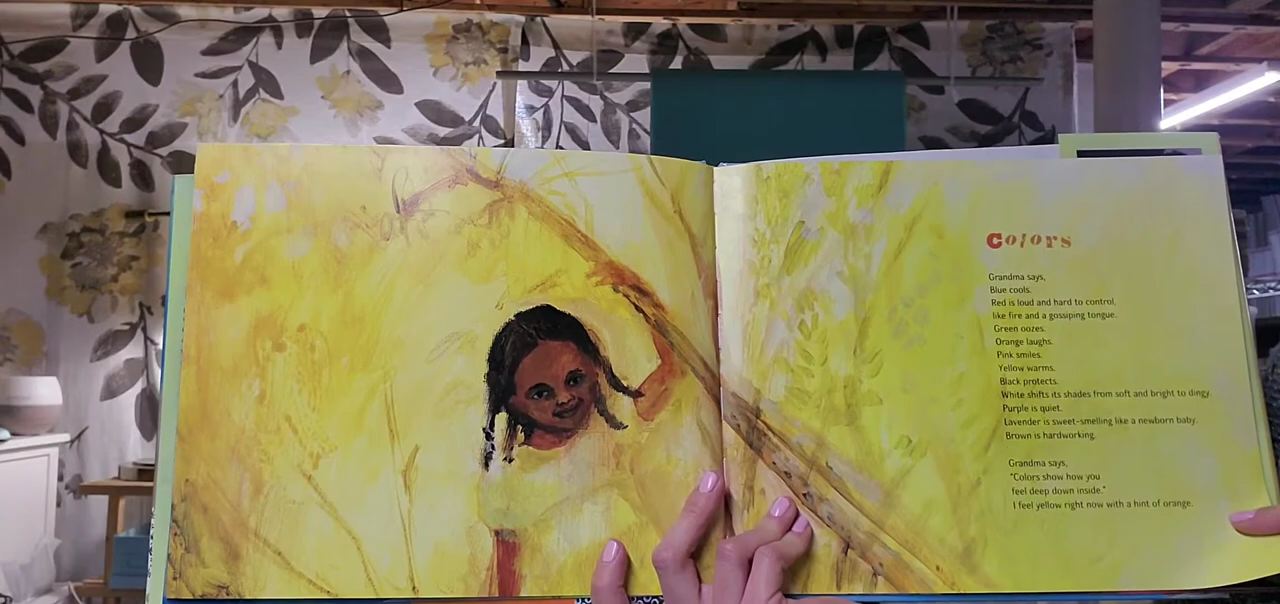 Colors
Grandma says,
Blue cools.
Red is loud and hard to control,
like fire and a gossiping tongue.
Green oozes.
Orange laughs.
Pink smiles.
Yellow warms.
Black protects.
White shifts its shades from soft and bright to dingy.
Purple is quiet.
Lavender is sweet-smelling like a newborn baby.
Brown is hardworking.
Grandma says,
"Colors show how you
feel deep down inside."
I feel yellow right now with a hint of orange.